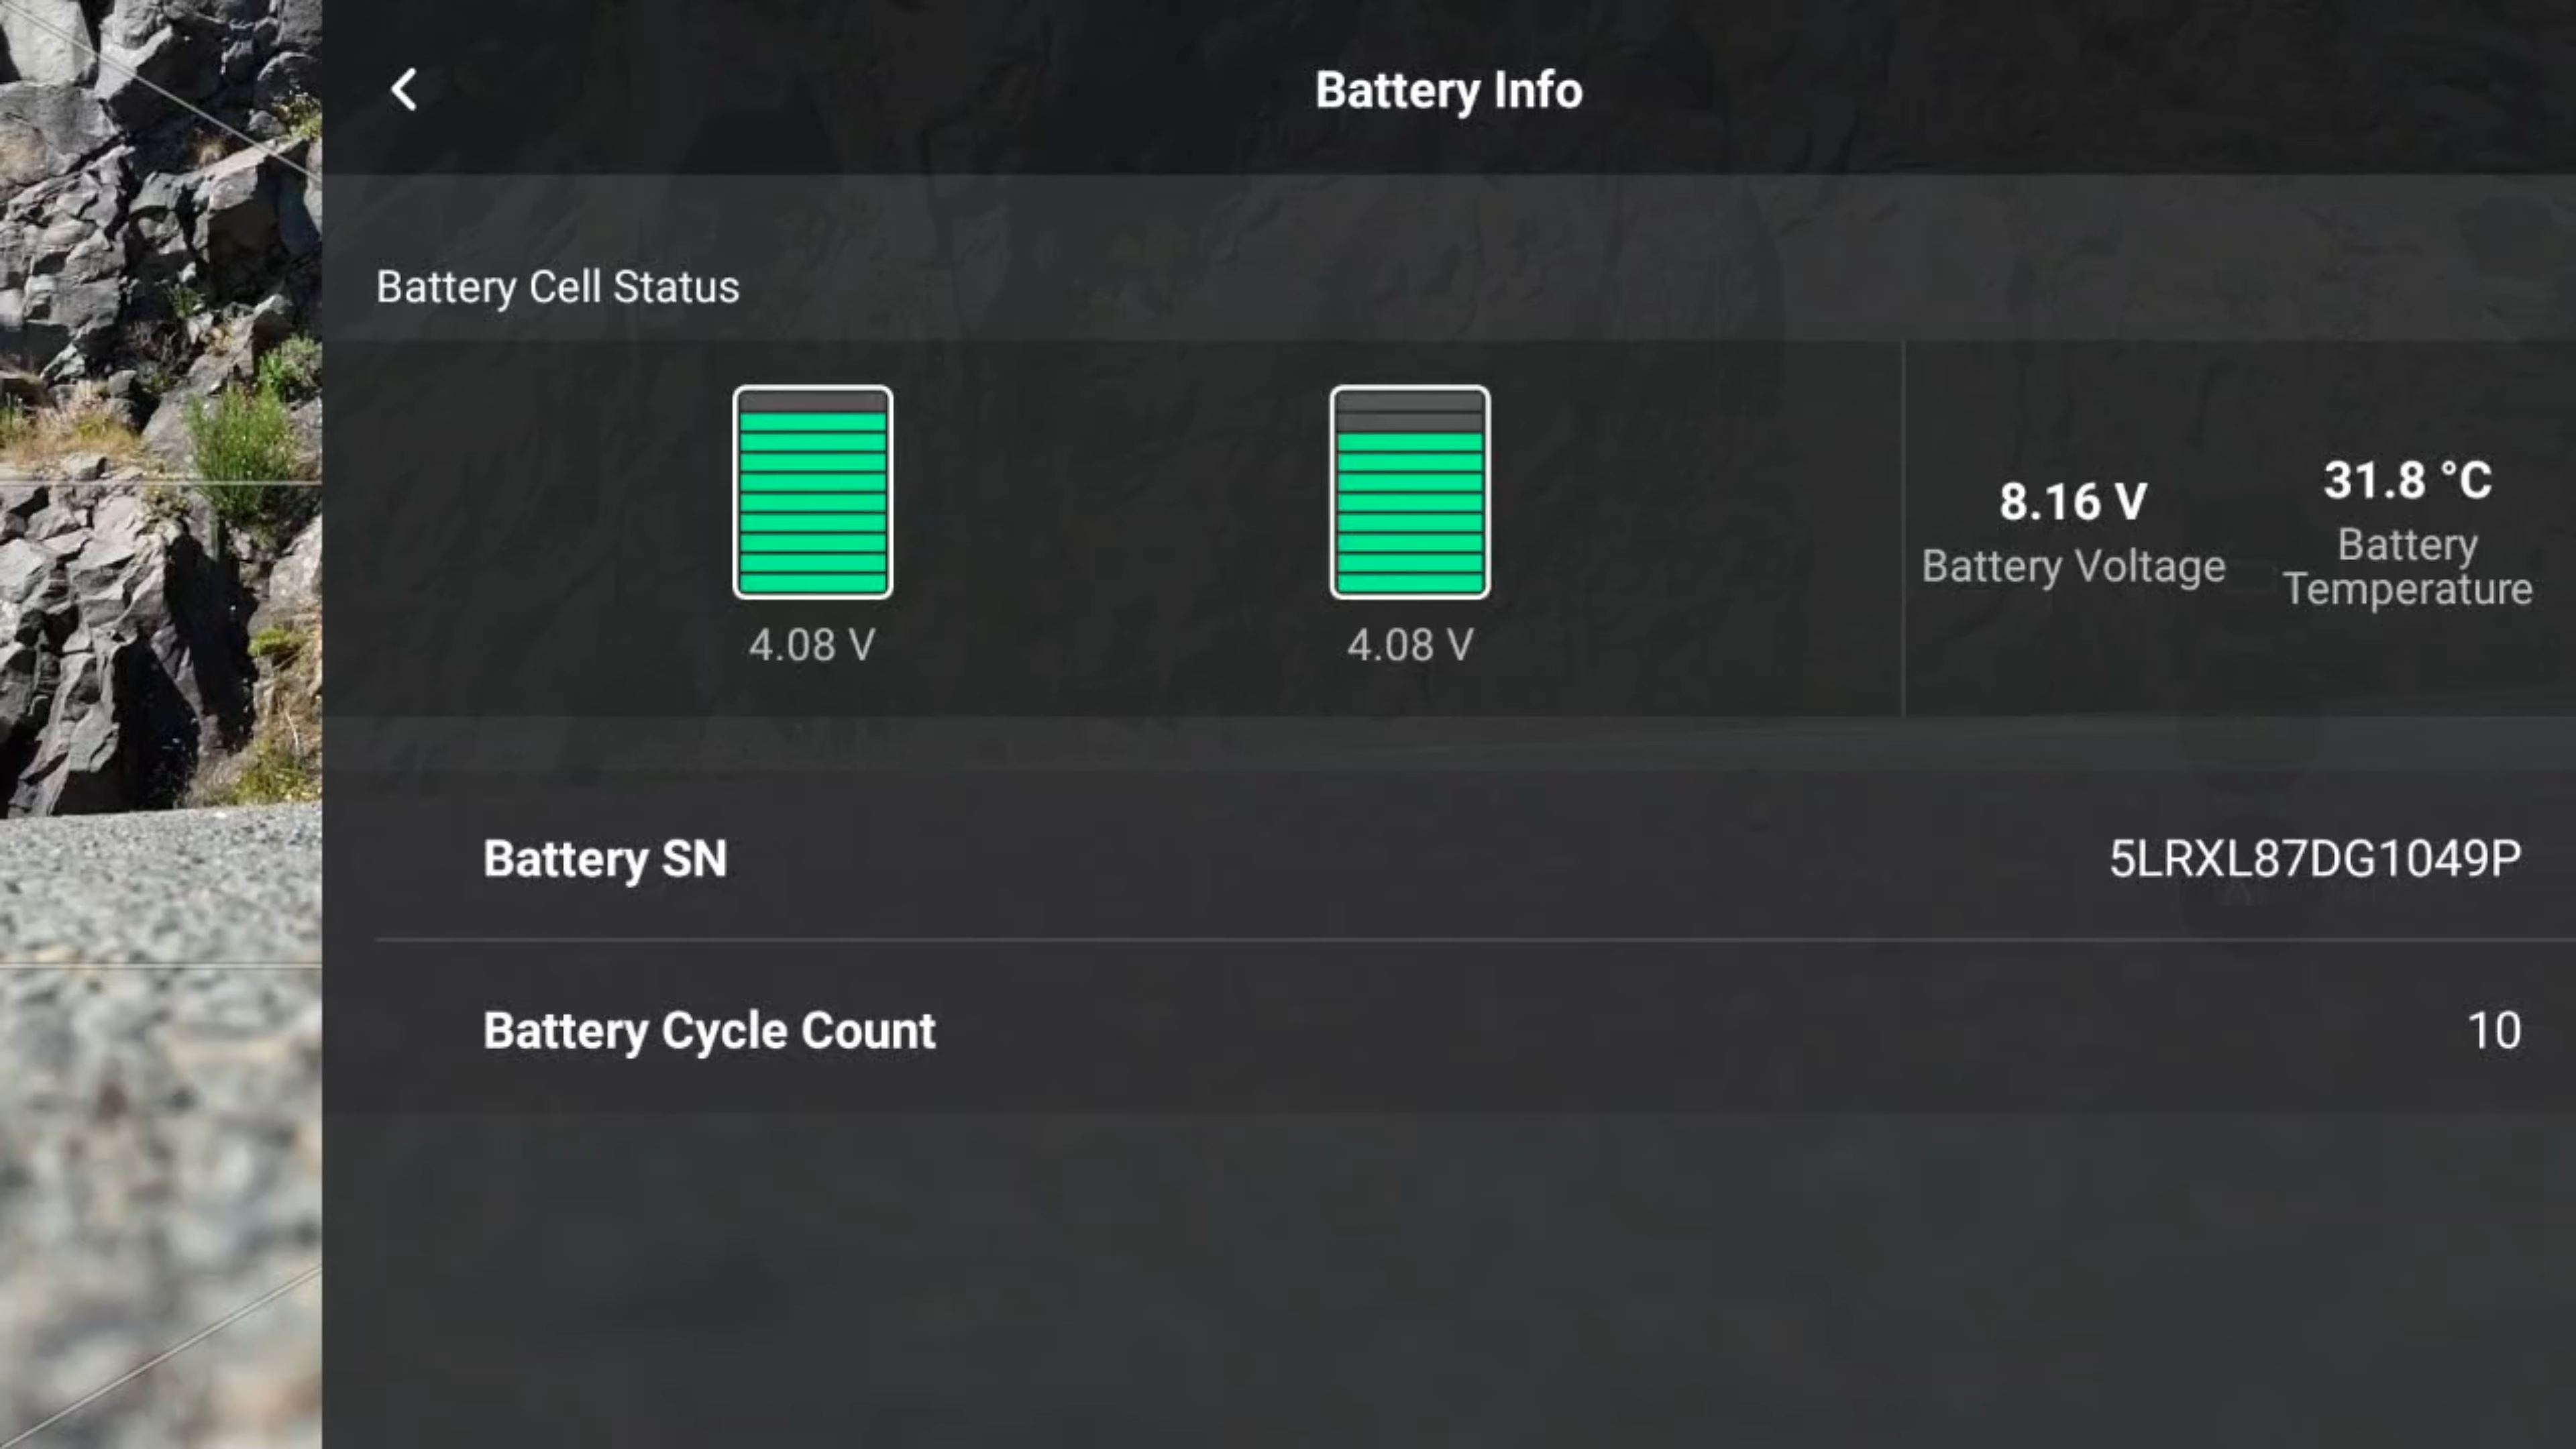 Battery Info
Battery Cell Status
4.08 V
4.08 V
8.16 V
Battery Voltage
31.8 °C
Battery
Temperature
Battery SN
5LRXL87DG1049P
Battery Cycle Count
10